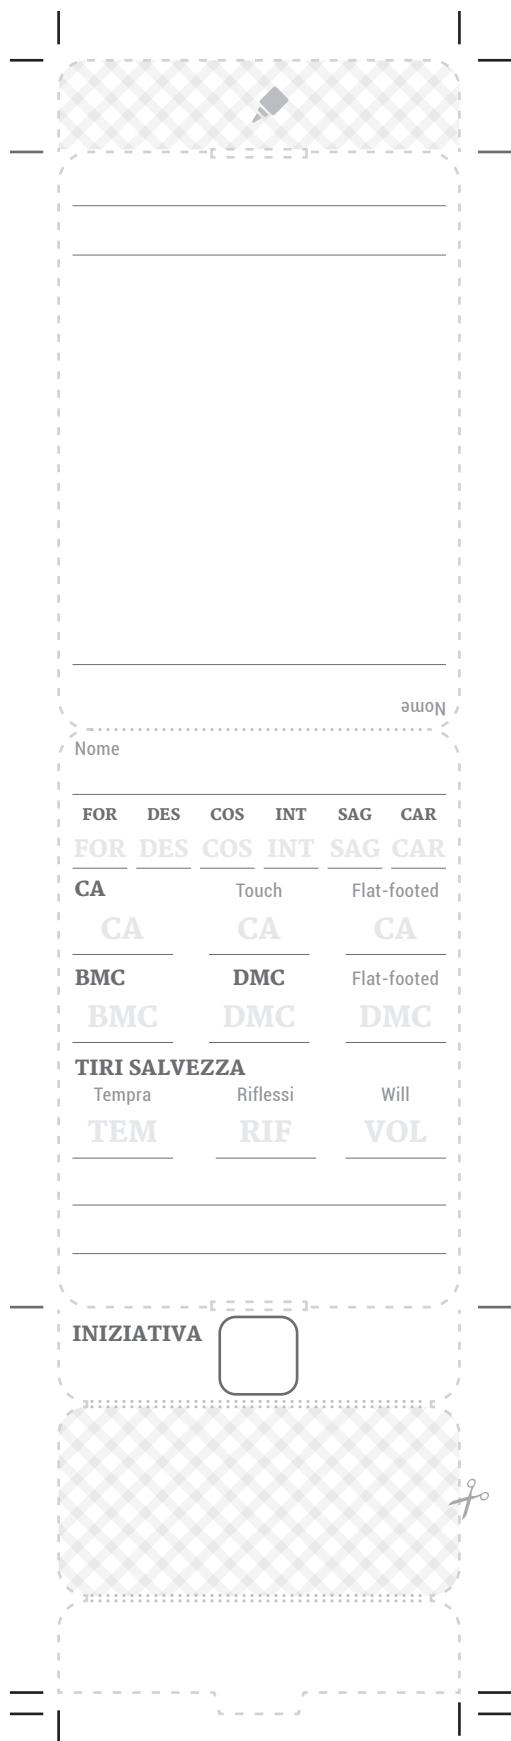 Nome
Nome
FOR DES COS INT SAG CAR
FOR DES COS INT SAG CAR
CA Touch Flat-footed
CA CA CA
BMC DMC Flat-footed
BMC DMC DMC
TIRI SALVEZZA
Tempra Riflessi Will
TEM RIF VOL
INIZIATIVA